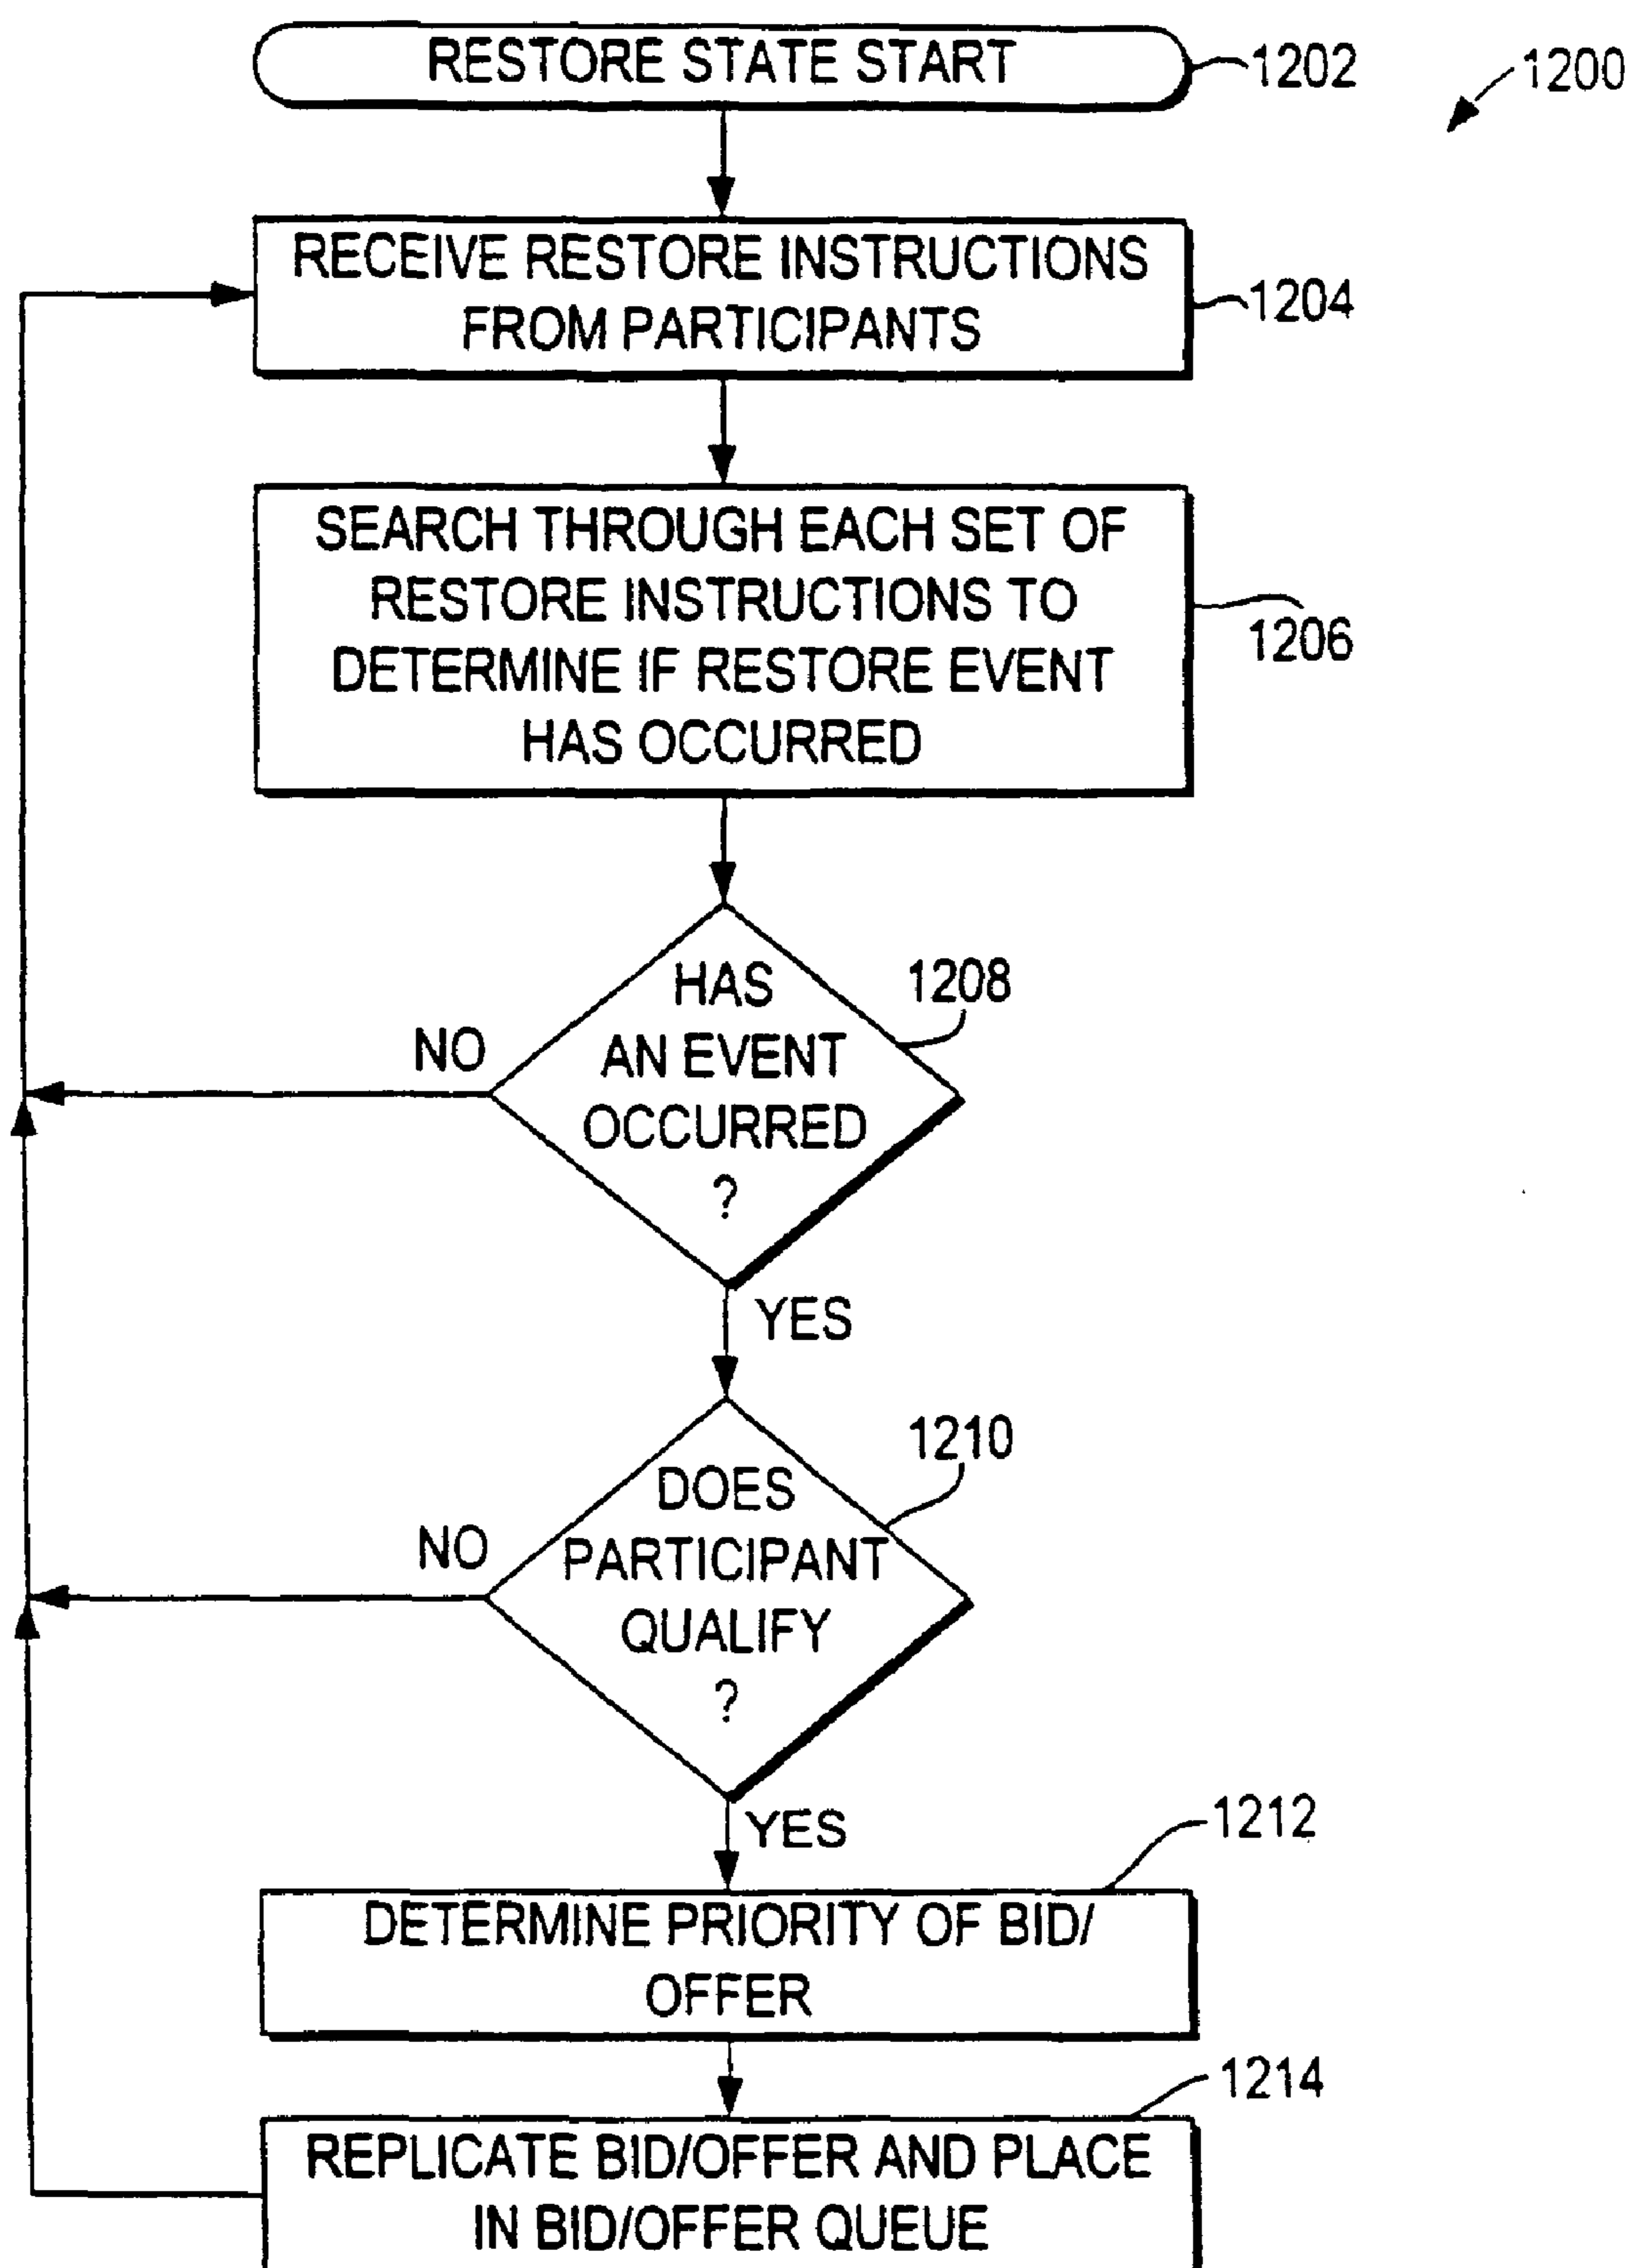 RESTORE STATE START
1202
1200
RECEIVE RESTORE INSTRUCTIONS
FROM PARTICIPANTS
1204
SEARCH THROUGH EACH SET OF
RESTORE INSTRUCTIONS TO
DETERMINE IF RESTORE EVENT
HAS OCCURRED
1206
HAS
AN EVENT
OCCURRED
?
1208
NO
YES
DOES
PARTICIPANT
QUALIFY
?
1210
NO
YES
1212
DETERMINE PRIORITY OF BID/
OFFER
1214
REPLICATE BID/OFFER AND PLACE
IN BID/OFFER QUEUE